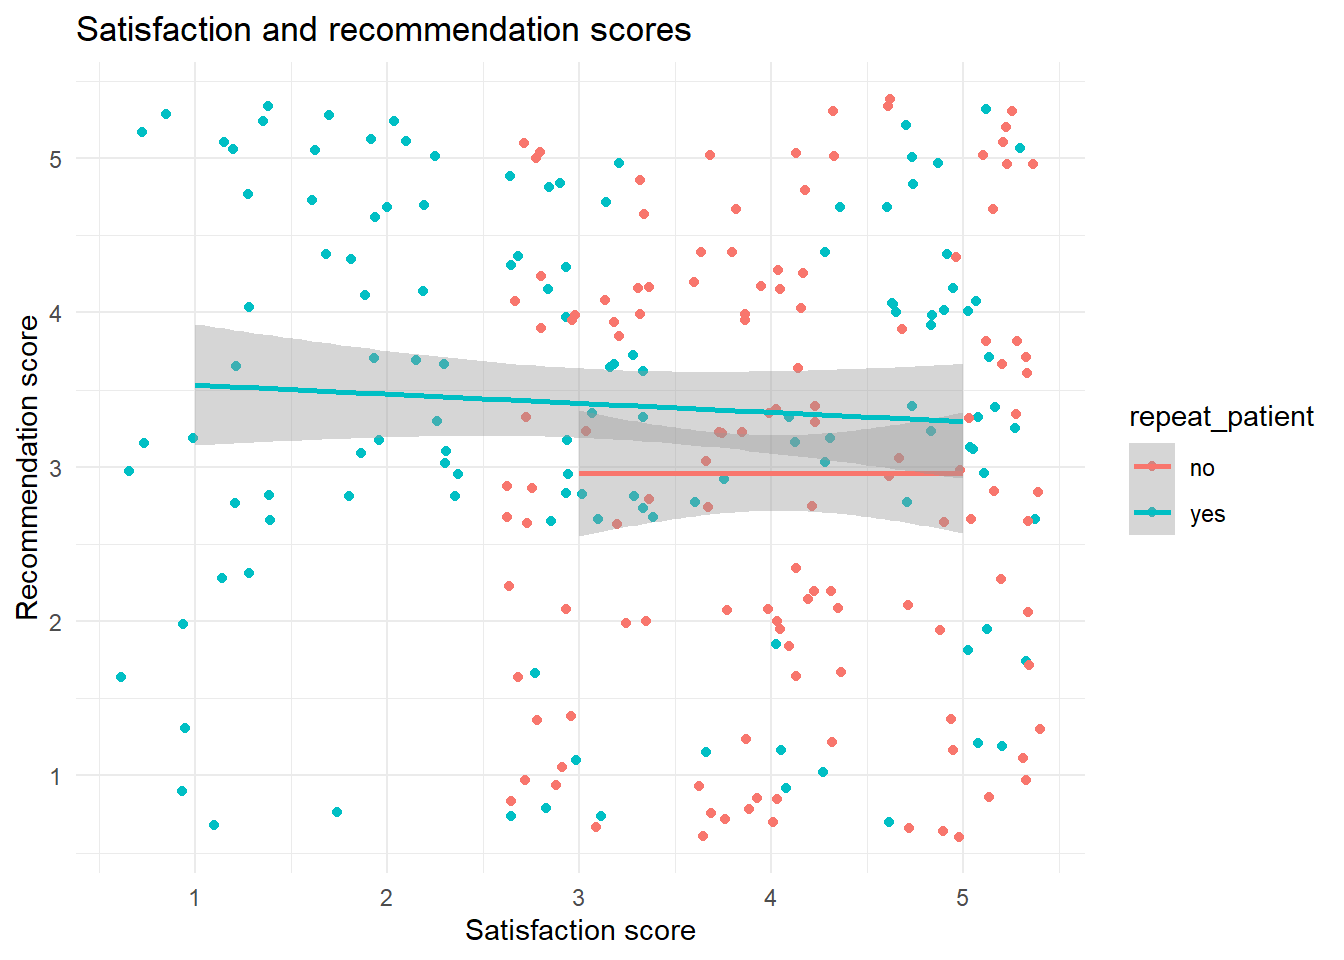 Satisfaction and recommendation scores
Recommendation score
5
4
3
2
1
1 2 3 4 5
Satisfaction score
repeat_patient
no
yes